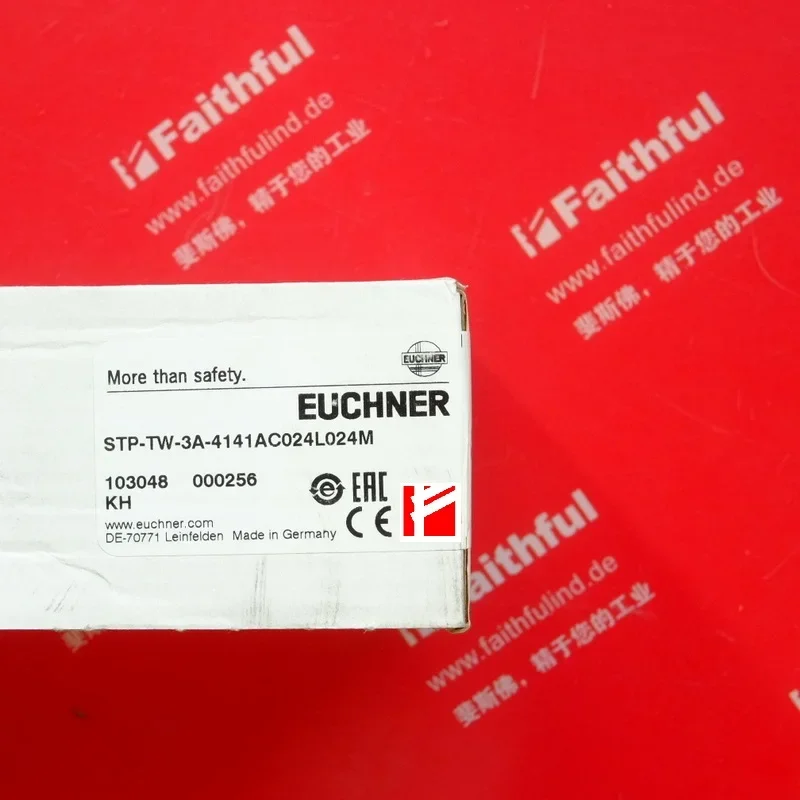 Faithful
www.faithfulind.de
斐斯佛，精于您的工业
Faithful
www.faithfulind.de
斐斯佛，精于您的工业
EUCHNER
More than safety.
EUCHNER
STP-TW-3A-4141AC024L024M
103048 000256
KH
EAC
CE
www.euchner.com
DE-70771 Leinfelden Made in Germany
Faithful
www.faithfulind.de
斐斯佛，精于您的工业